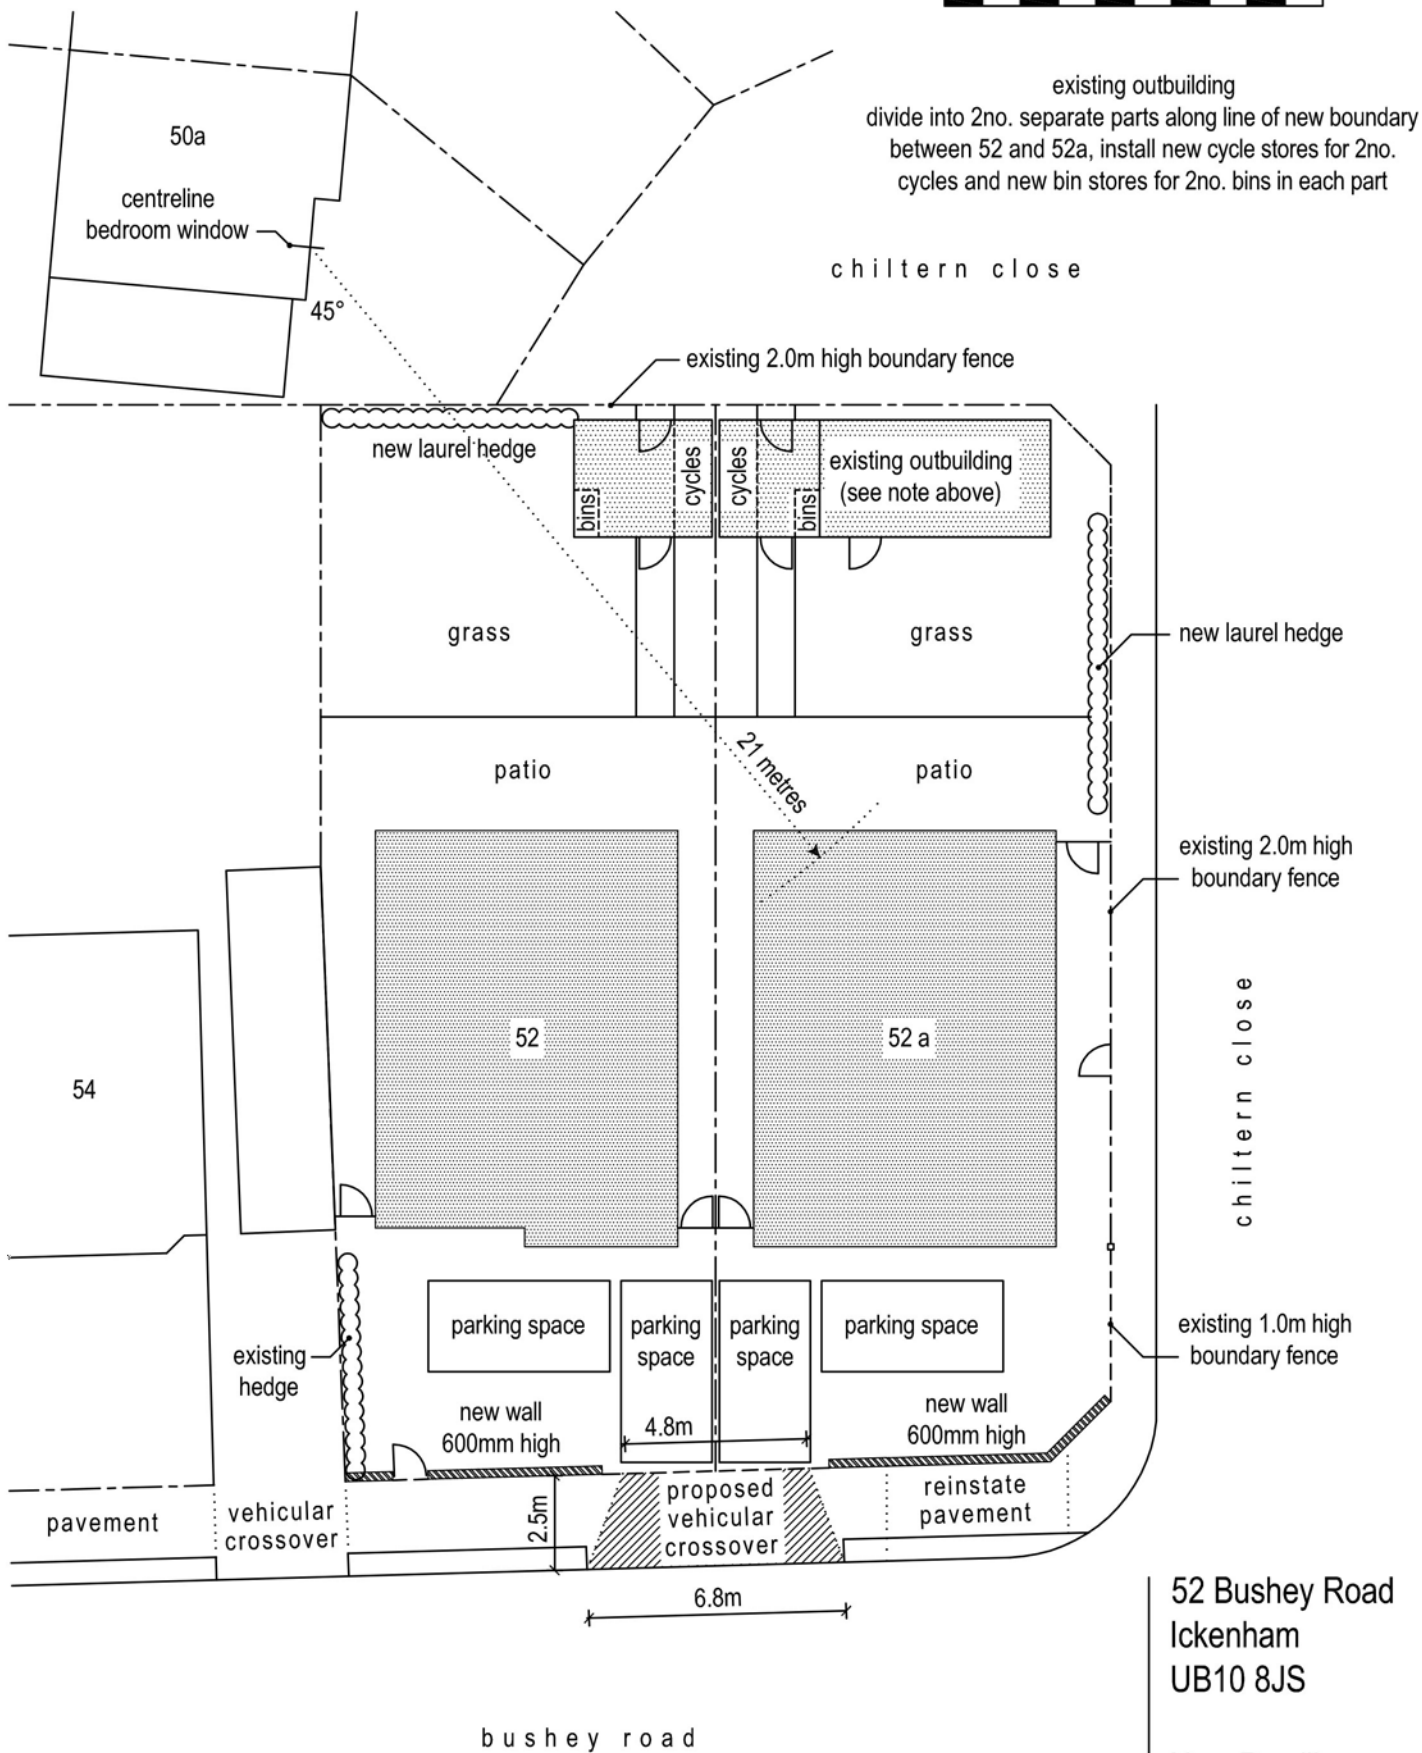 existing outbuilding
divide into 2no. separate parts along line of new boundary
between 52 and 52a, install new cycle stores for 2no.
cycles and new bin stores for 2no. bins in each part
50a
centreline
bedroom window
45°
chiltern close
existing 2.0m high boundary fence
new laurel hedge
cycles
cycles
bins
bins
existing outbuilding
(see note above)
grass
grass
new laurel hedge
patio
patio
21 metres
existing 2.0m high
boundary fence
52
52 a
54
chiltern close
parking space
parking
space
parking
space
parking space
existing 1.0m high
boundary fence
existing
hedge
new wall
600mm high
4.8m
new wall
600mm high
pavement
vehicular
crossover
2.5m
proposed
vehicular
crossover
reinstate
pavement
6.8m
52 Bushey Road
Ickenham
UB10 8JS
bushey road